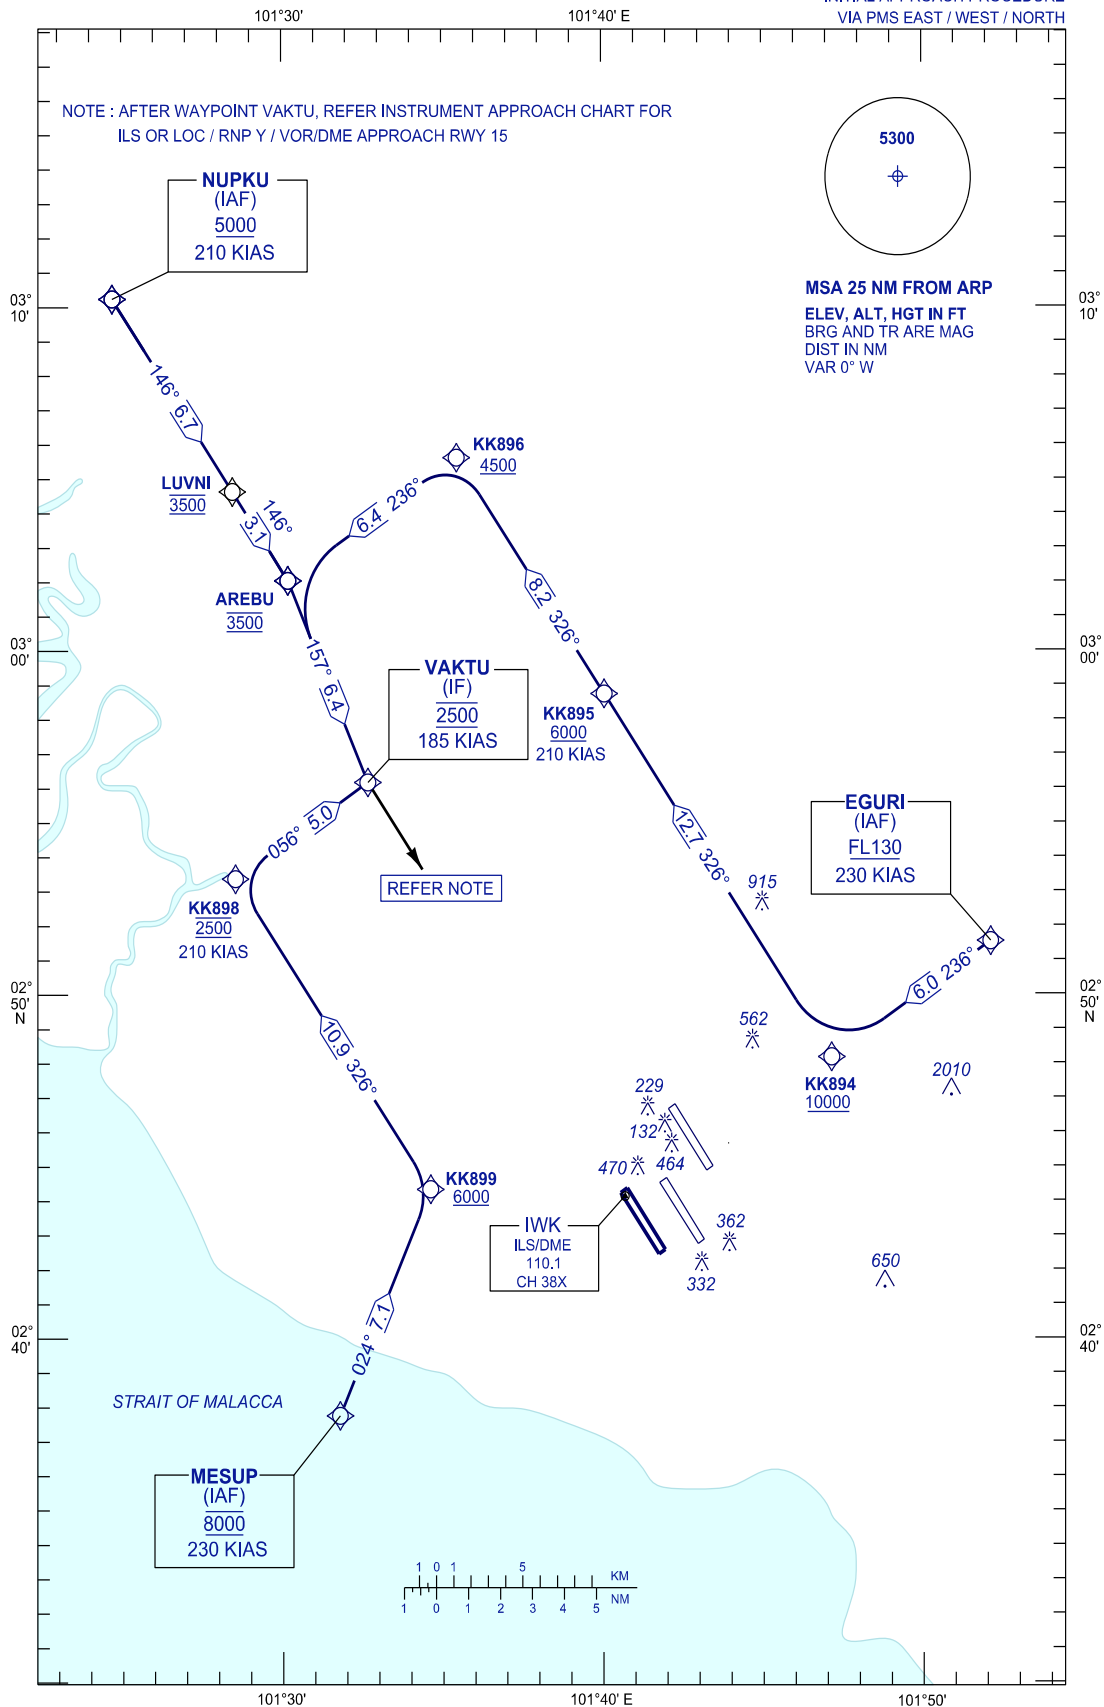 VIA PMS EAST / WEST / NORTH
101°30'
101°40' E
NOTE : AFTER WAYPOINT VAKTU, REFER INSTRUMENT APPROACH CHART FOR
ILS OR LOC / RNP Y / VOR/DME APPROACH RWY 15
5300
NUPKU
(IAF)
5000
210 KIAS
MSA 25 NM FROM ARP
ELEV, ALT, HGT IN FT
BRG AND TR ARE MAG
DIST IN NM
VAR 0° W
03°
10'
03°
10'
146° 6.7
KK896
4500
LUVNI
3500
146°
3.1
6.4 236°
AREBU
3500
8.2 326°
03°
00'
03°
00'
157° 6.4
VAKTU
(IF)
2500
185 KIAS
KK895
6000
210 KIAS
EGURI
(IAF)
FL130
230 KIAS
056° 5.0
12.7 326°
REFER NOTE
915
KK898
2500
210 KIAS
6.0 236°
02°
50'
N
02°
50'
N
10.9 326°
562
KK894
10000
2010
229
132
464
470
KK899
6000
IWK
ILS/DME
110.1
CH 38X
362
332
650
024° 7.1
02°
40'
02°
40'
STRAIT OF MALACCA
MESUP
(IAF)
8000
230 KIAS
1 0 1 5 KM
1 0 1 2 3 4 5 NM
101°30'
101°40' E
101°50'